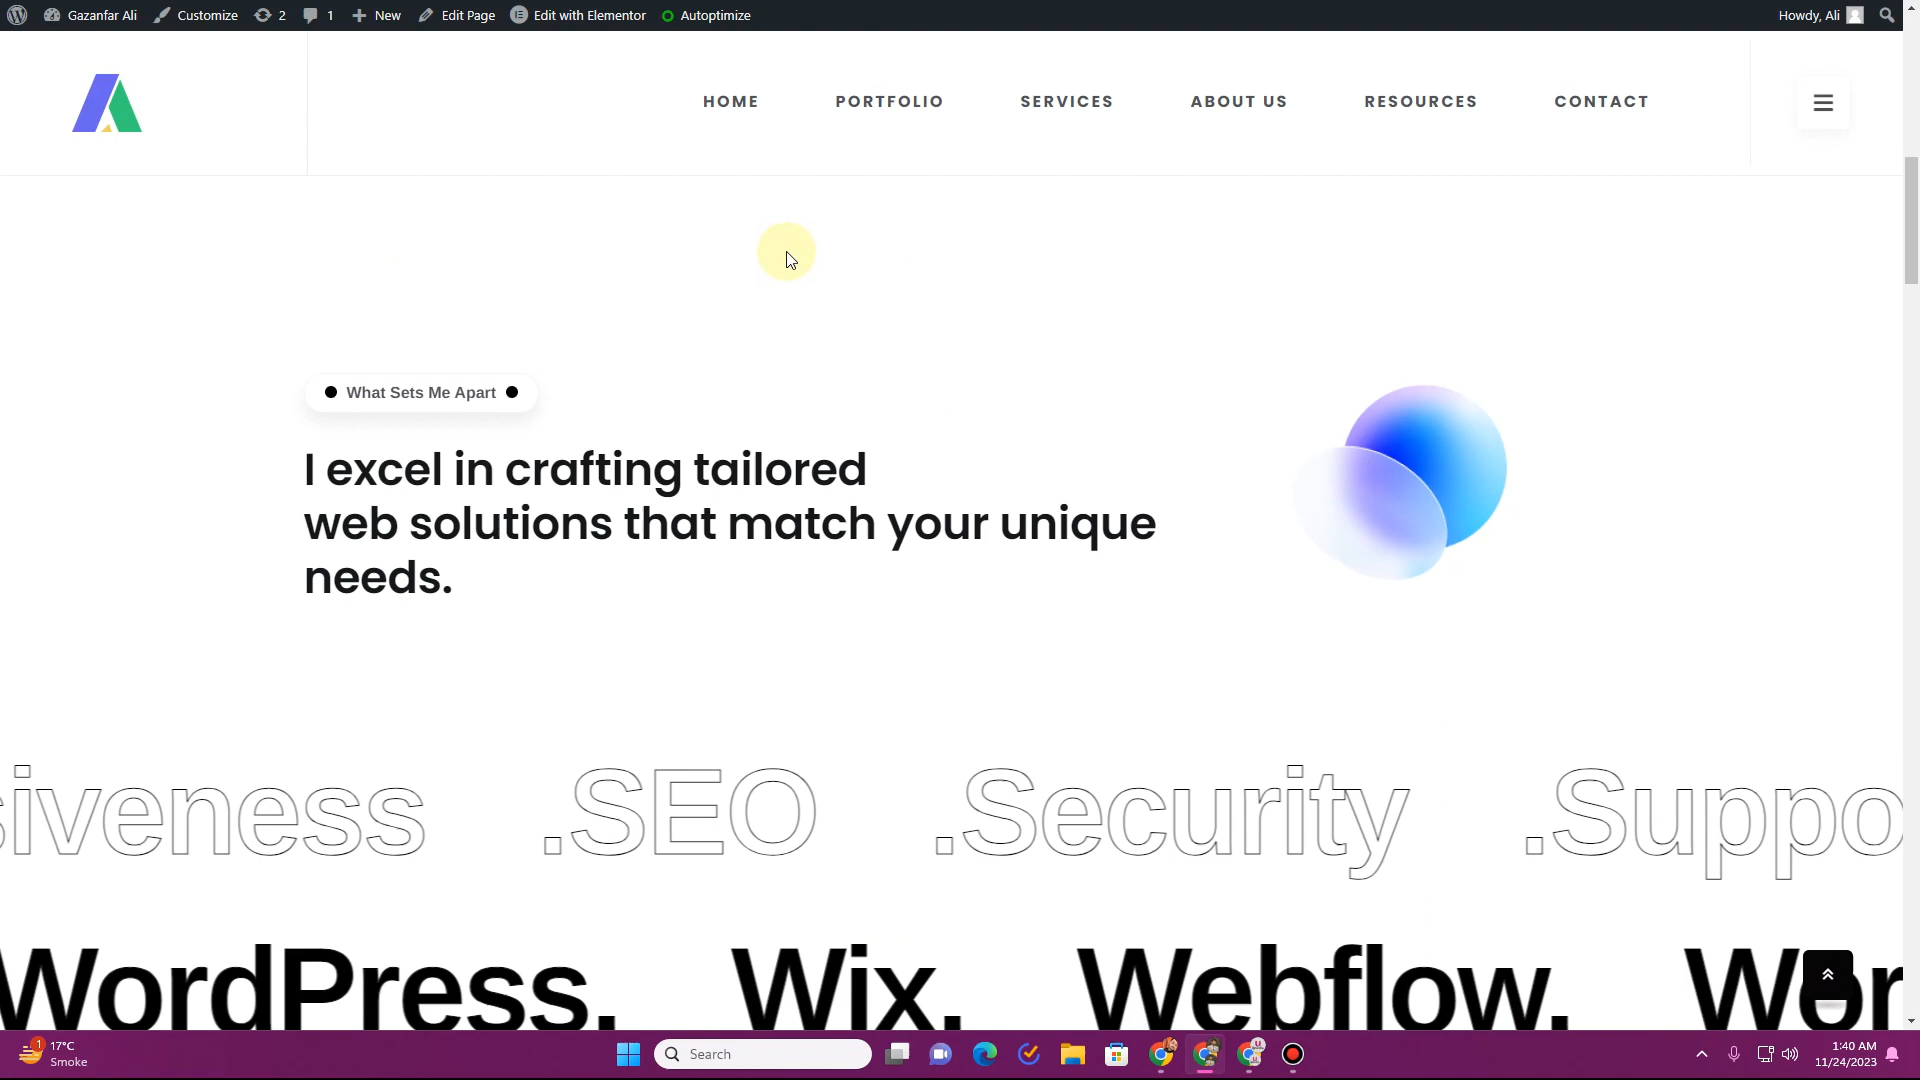 Gazanfar Ali Customize 2 1 New Edit Page Edit with Elementor Autoptimize Howdy, Ali
HOME PORTFOLIO SERVICES ABOUT US RESOURCES CONTACT
What Sets Me Apart
I excel in crafting tailored
web solutions that match your unique
needs.
siveness .SEO .Security .Suppo
WordPress. Wix. Webflow. Wor
1 17°C
Smoke
Search
1:40 AM
11/24/2023